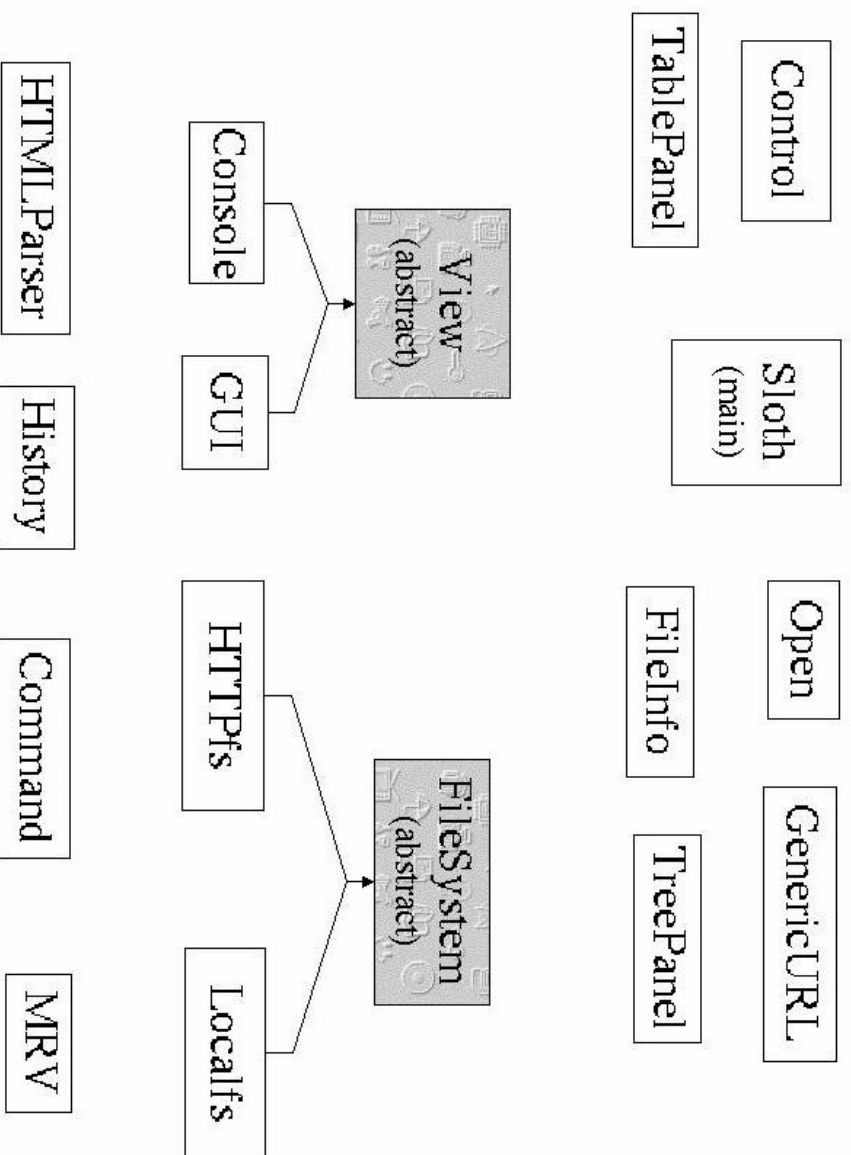 Control
Sloth
(main)
Open
GenericURL
TablePanel
FileInfo
TreePanel
View
(abstract)
FileSystem
(abstract)
Console
GUI
HTTPfs
Localfs
HTMLParser
History
Command
MRV